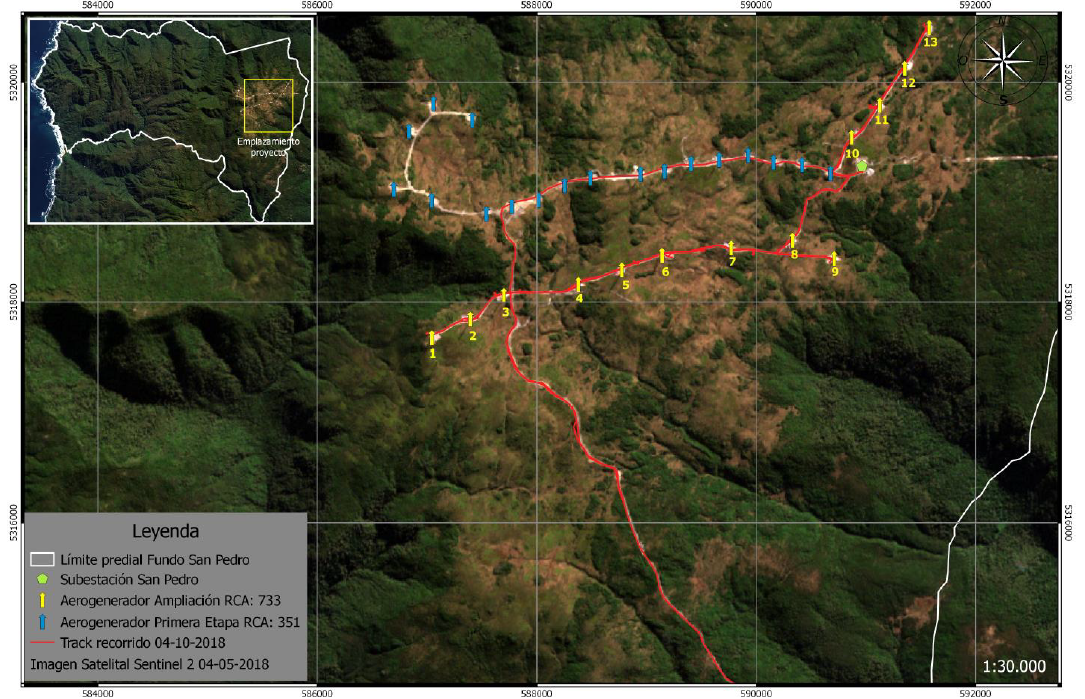 584000
586000
588000
590000
592000
N
O
E
S
5320000
5320000
Emplazamiento
proyecto
13
12
11
10
7
8
6
9
5
4
5318000
5318000
3
2
1
5316000
5316000
Leyenda
Límite predial Fundo San Pedro
Subestación San Pedro
Aerogenerador Ampliación RCA: 733
Aerogenerador Primera Etapa RCA: 351
Track recorrido 04-10-2018
Imagen Satelital Sentinel 2 04-05-2018
1:30.000
584000
586000
588000
590000
592000